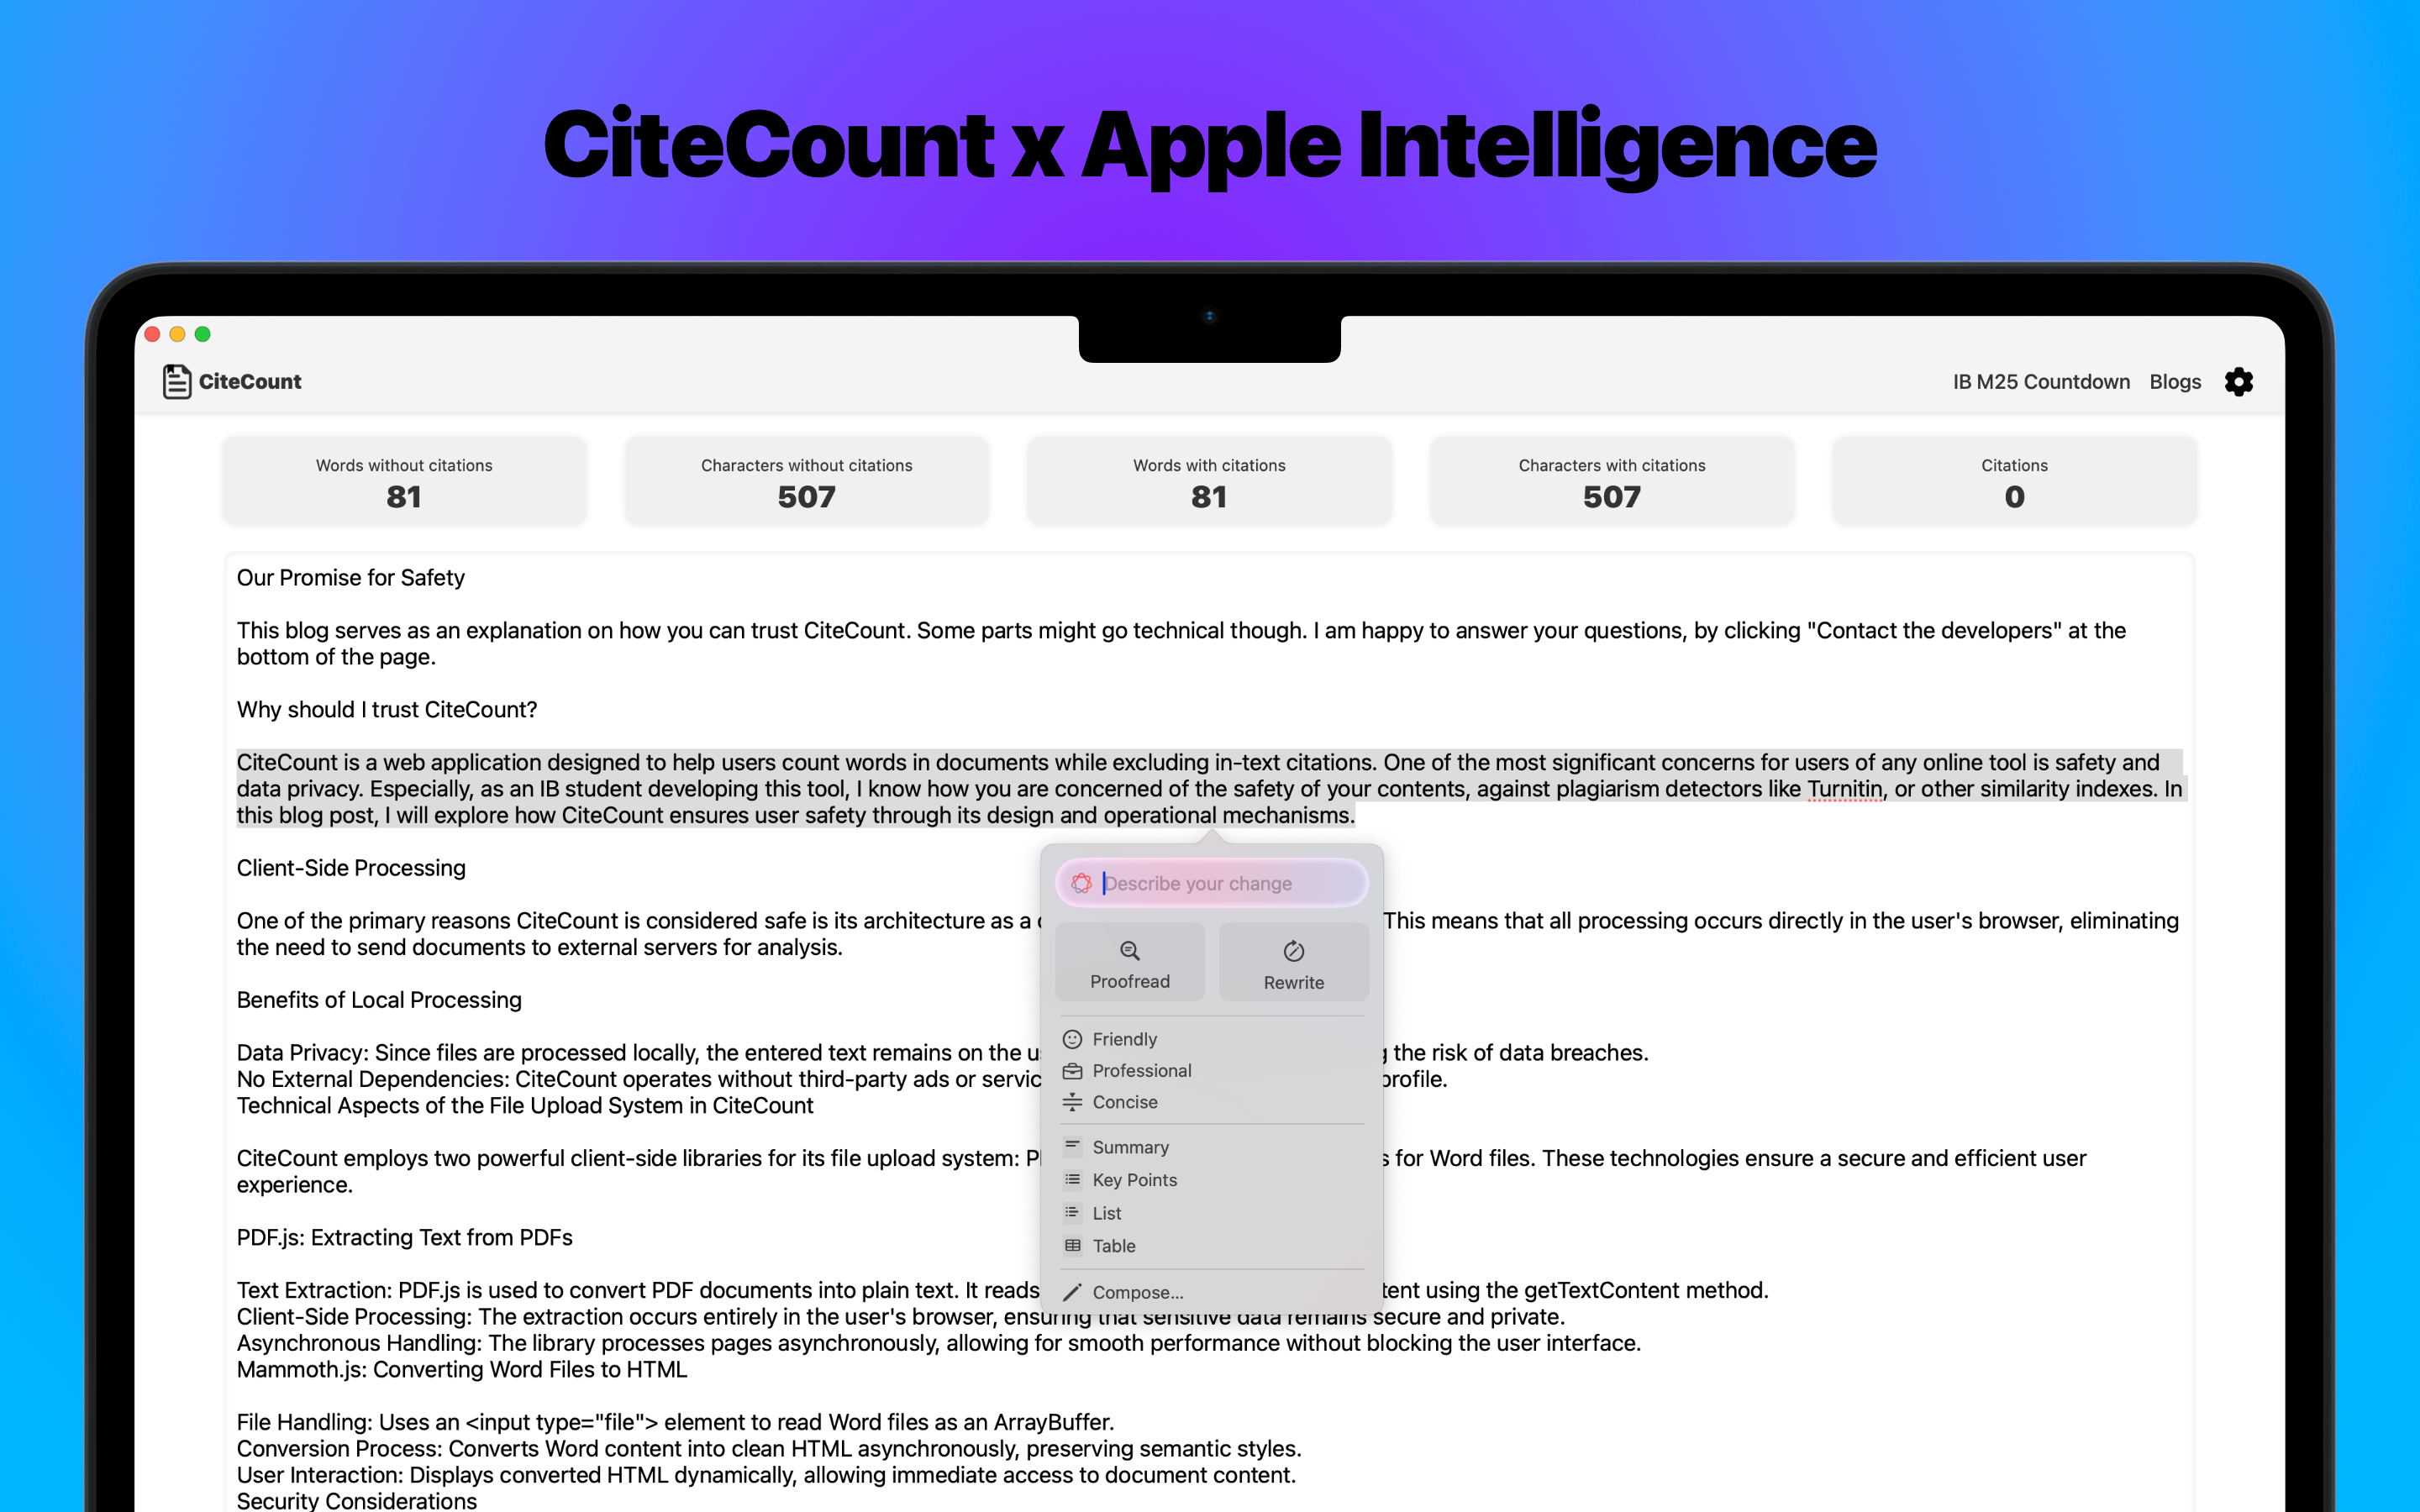 CiteCount x Apple Intelligence
CiteCount
IB M25 Countdown Blogs
Words without citations
81
Characters without citations
507
Words with citations
81
Characters with citations
507
Citations
0
Our Promise for Safety
This blog serves as an explanation on how you can trust CiteCount. Some parts might go technical though. I am happy to answer your questions, by clicking "Contact the developers" at the
bottom of the page.
Why should I trust CiteCount?
CiteCount is a web application designed to help users count words in documents while excluding in-text citations. One of the most significant concerns for users of any online tool is safety and
data privacy. Especially, as an IB student developing this tool, I know how you are concerned of the safety of your contents, against plagiarism detectors like Turnitin, or other similarity indexes. In
this blog post, I will explore how CiteCount ensures user safety through its design and operational mechanisms.
Client-Side Processing
One of the primary reasons CiteCount is considered safe is its architecture as a This means that all processing occurs directly in the user's browser, eliminating
the need to send documents to external servers for analysis.
Benefits of Local Processing
Data Privacy: Since files are processed locally, the entered text remains on the the risk of data breaches.
No External Dependencies: CiteCount operates without third-party ads or profile.
Technical Aspects of the File Upload System in CiteCount
CiteCount employs two powerful client-side libraries for its file upload system: for Word files. These technologies ensure a secure and efficient user
experience.
PDF.js: Extracting Text from PDFs
Text Extraction: PDF.js is used to convert PDF documents into plain text. It reads using the getTextContent method.
Client-Side Processing: The extraction occurs entirely in the user's browser, ensuring that sensitive data remains secure and private.
Asynchronous Handling: The library processes pages asynchronously, allowing for smooth performance without blocking the user interface.
Mammoth.js: Converting Word Files to HTML
File Handling: Uses an <input type="file"> element to read Word files as an ArrayBuffer.
Conversion Process: Converts Word content into clean HTML asynchronously, preserving semantic styles.
User Interaction: Displays converted HTML dynamically, allowing immediate access to document content.
Security Considerations
Describe your change
Proofread
Rewrite
Friendly
Professional
Concise
Summary
Key Points
List
Table
Compose...